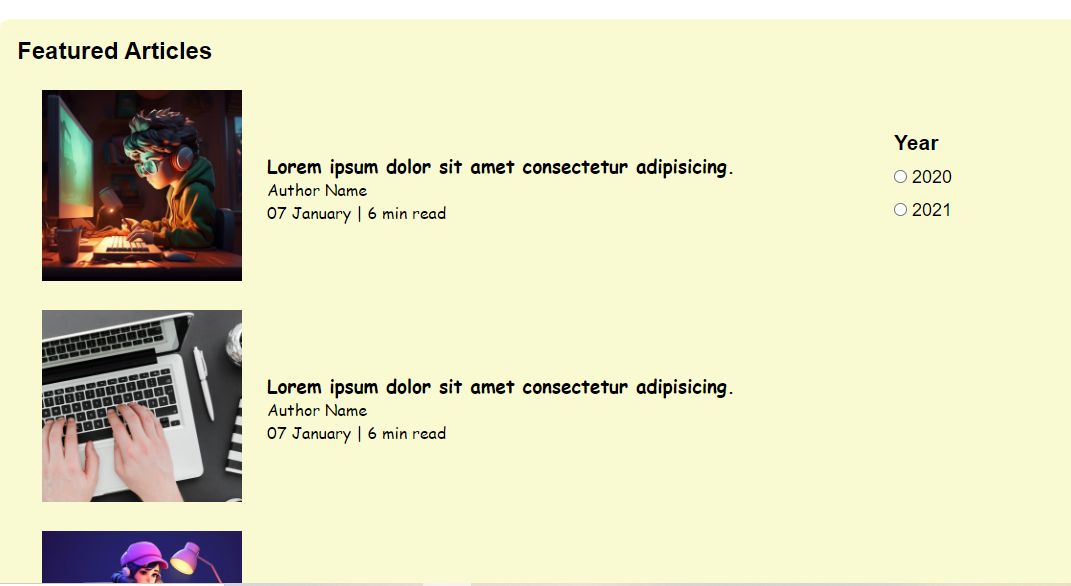 Featured Articles
Lorem ipsum dolor sit amet consectetur adipisicing.
Author Name
07 January | 6 min read
Year
2020
2021
Lorem ipsum dolor sit amet consectetur adipisicing.
Author Name
07 January | 6 min read